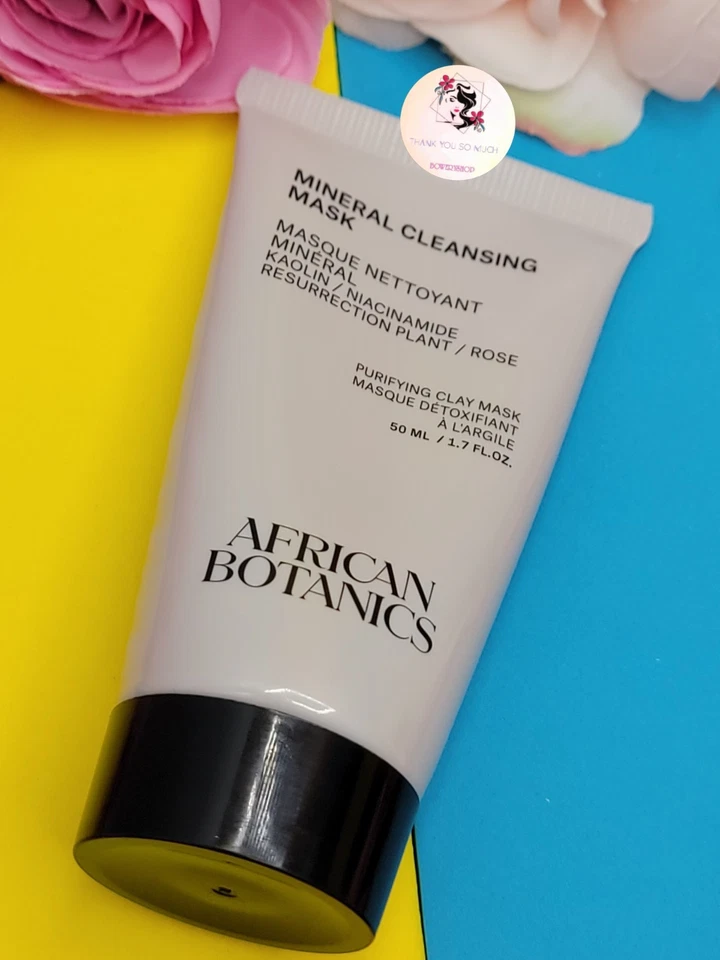 THANK YOU SO MUCH
MINERAL CLEANSING
MASK
MASQUE NETTOYANT
MINÉRAL
KAOLIN / NIACINAMIDE
RESURRECTION PLANT / ROSE
PURIFYING CLAY MASK
MASQUE DÉTOXIFIANT
À L'ARGILE
50 ML / 1.7 FL.OZ.
AFRICAN
BOTANICS